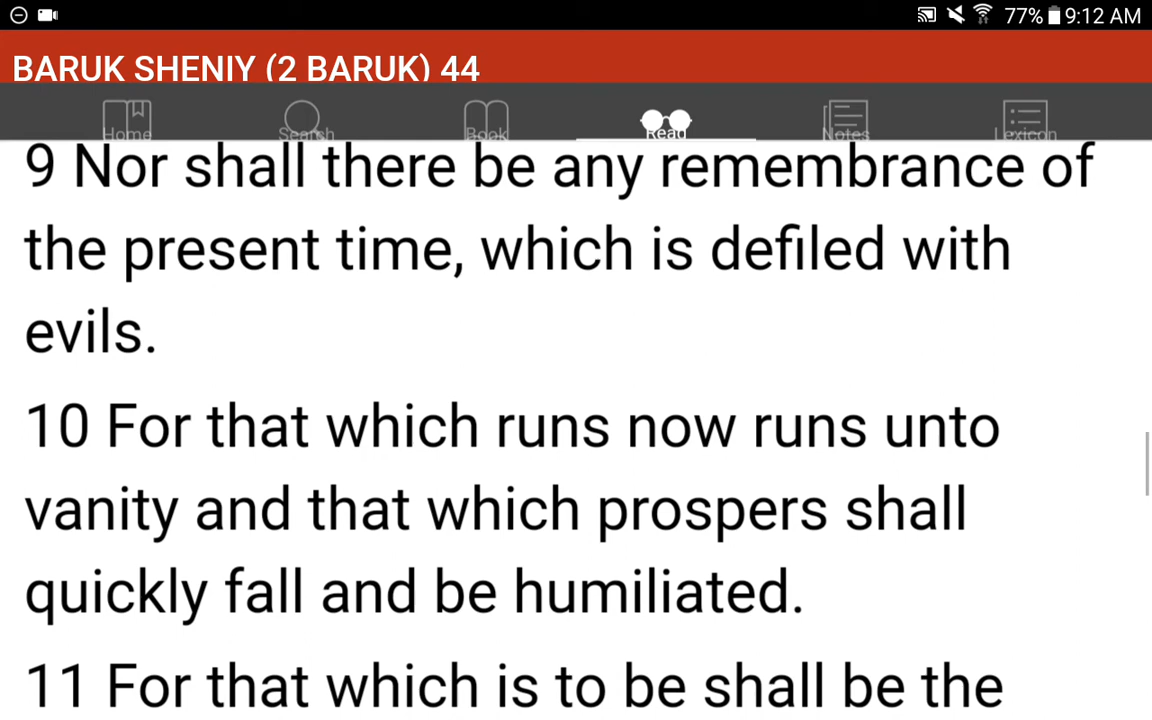 77% 9:12 AM
BARUK SHENIY (2 BARUK) 44
Home Search Book Read Notes Lexicon
9 Nor shall there be any remembrance of
the present time, which is defiled with
evils.
10 For that which runs now runs unto
vanity and that which prospers shall
quickly fall and be humiliated.
11 For that which is to be shall be the